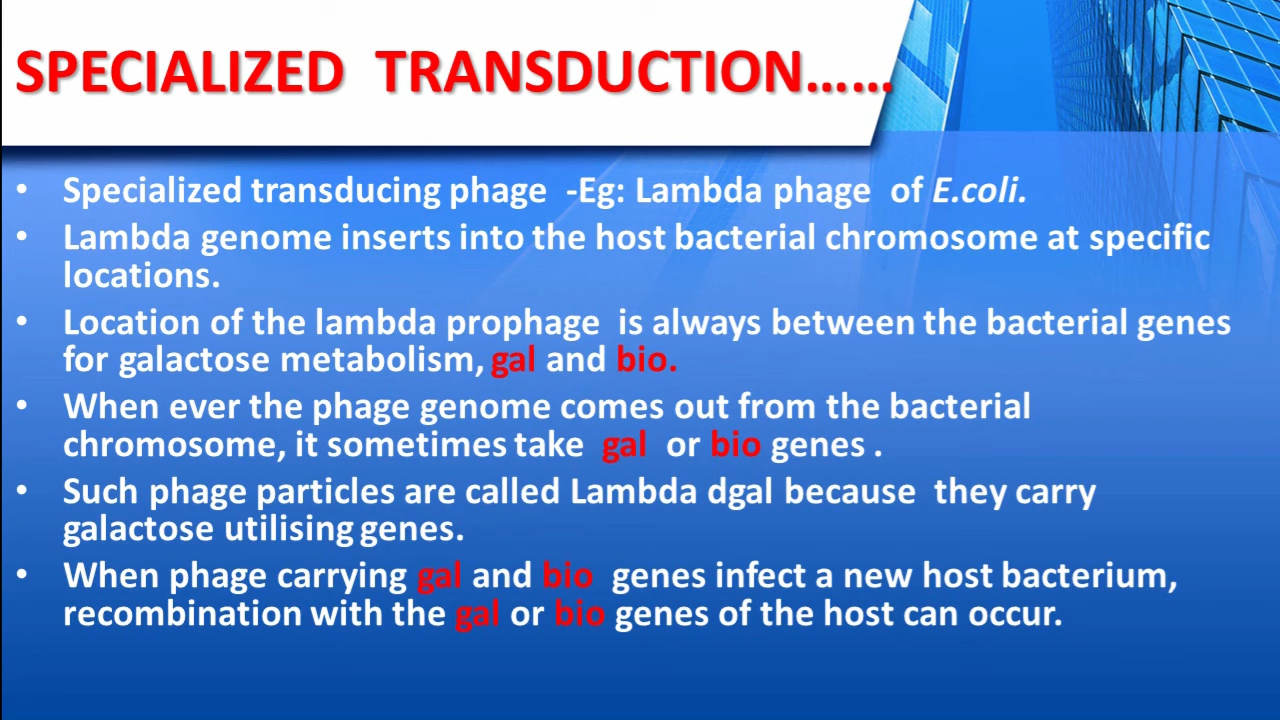 SPECIALIZED TRANSDUCTION......
• Specialized transducing phage -Eg: Lambda phage of E.coli.
• Lambda genome inserts into the host bacterial chromosome at specific
locations.
• Location of the lambda prophage is always between the bacterial genes
for galactose metabolism, gal and bio.
• When ever the phage genome comes out from the bacterial
chromosome, it sometimes take gal or bio genes .
• Such phage particles are called Lambda dgal because they carry
galactose utilising genes.
• When phage carrying gal and bio genes infect a new host bacterium,
recombination with the gal or bio genes of the host can occur.